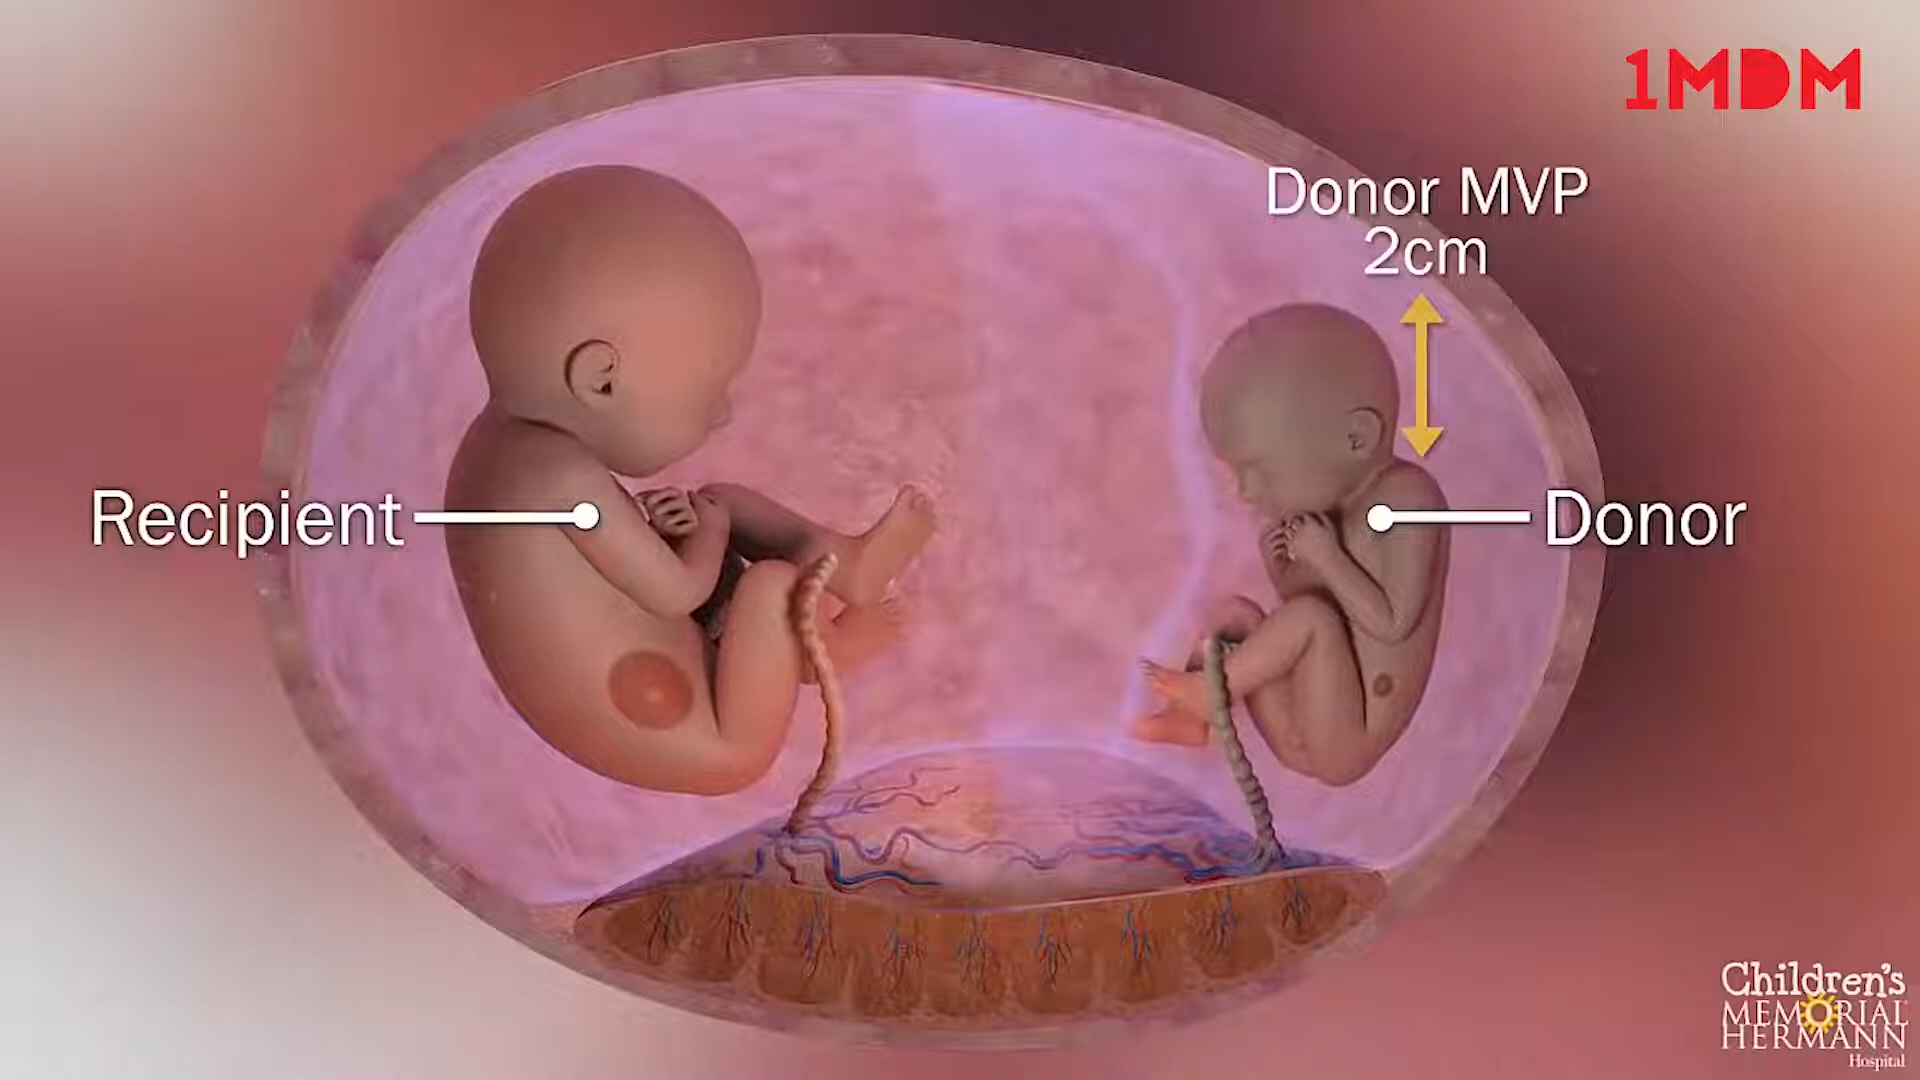 1MDM
Donor MVP
2cm
Recipient
Donor
Children's
MEMORIAL
HERMANN
Hospital